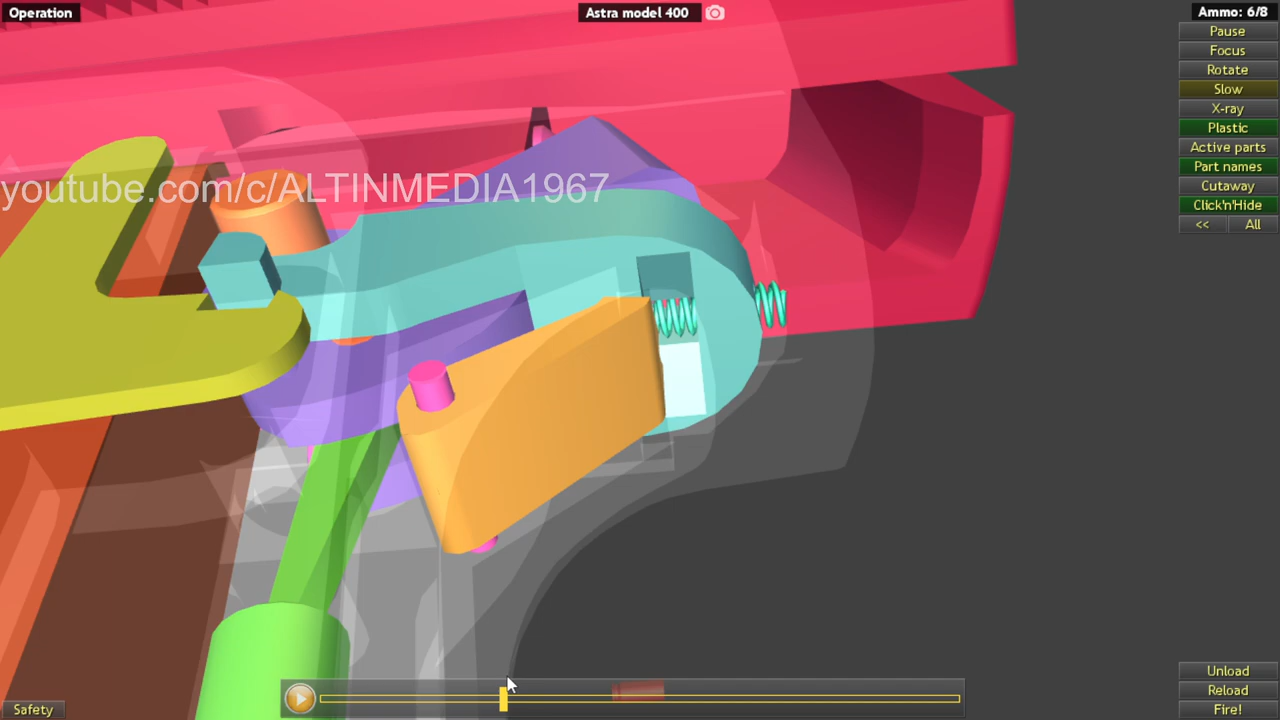 Operation
Astra model 400
Ammo: 6/8
Pause
Focus
Rotate
Slow
X-ray
Plastic
Active parts
Part names
Cutaway
Click'n'Hide
<< All
youtube.com/c/ALTINMEDIA1967
Unload
Reload
Fire!
Safety